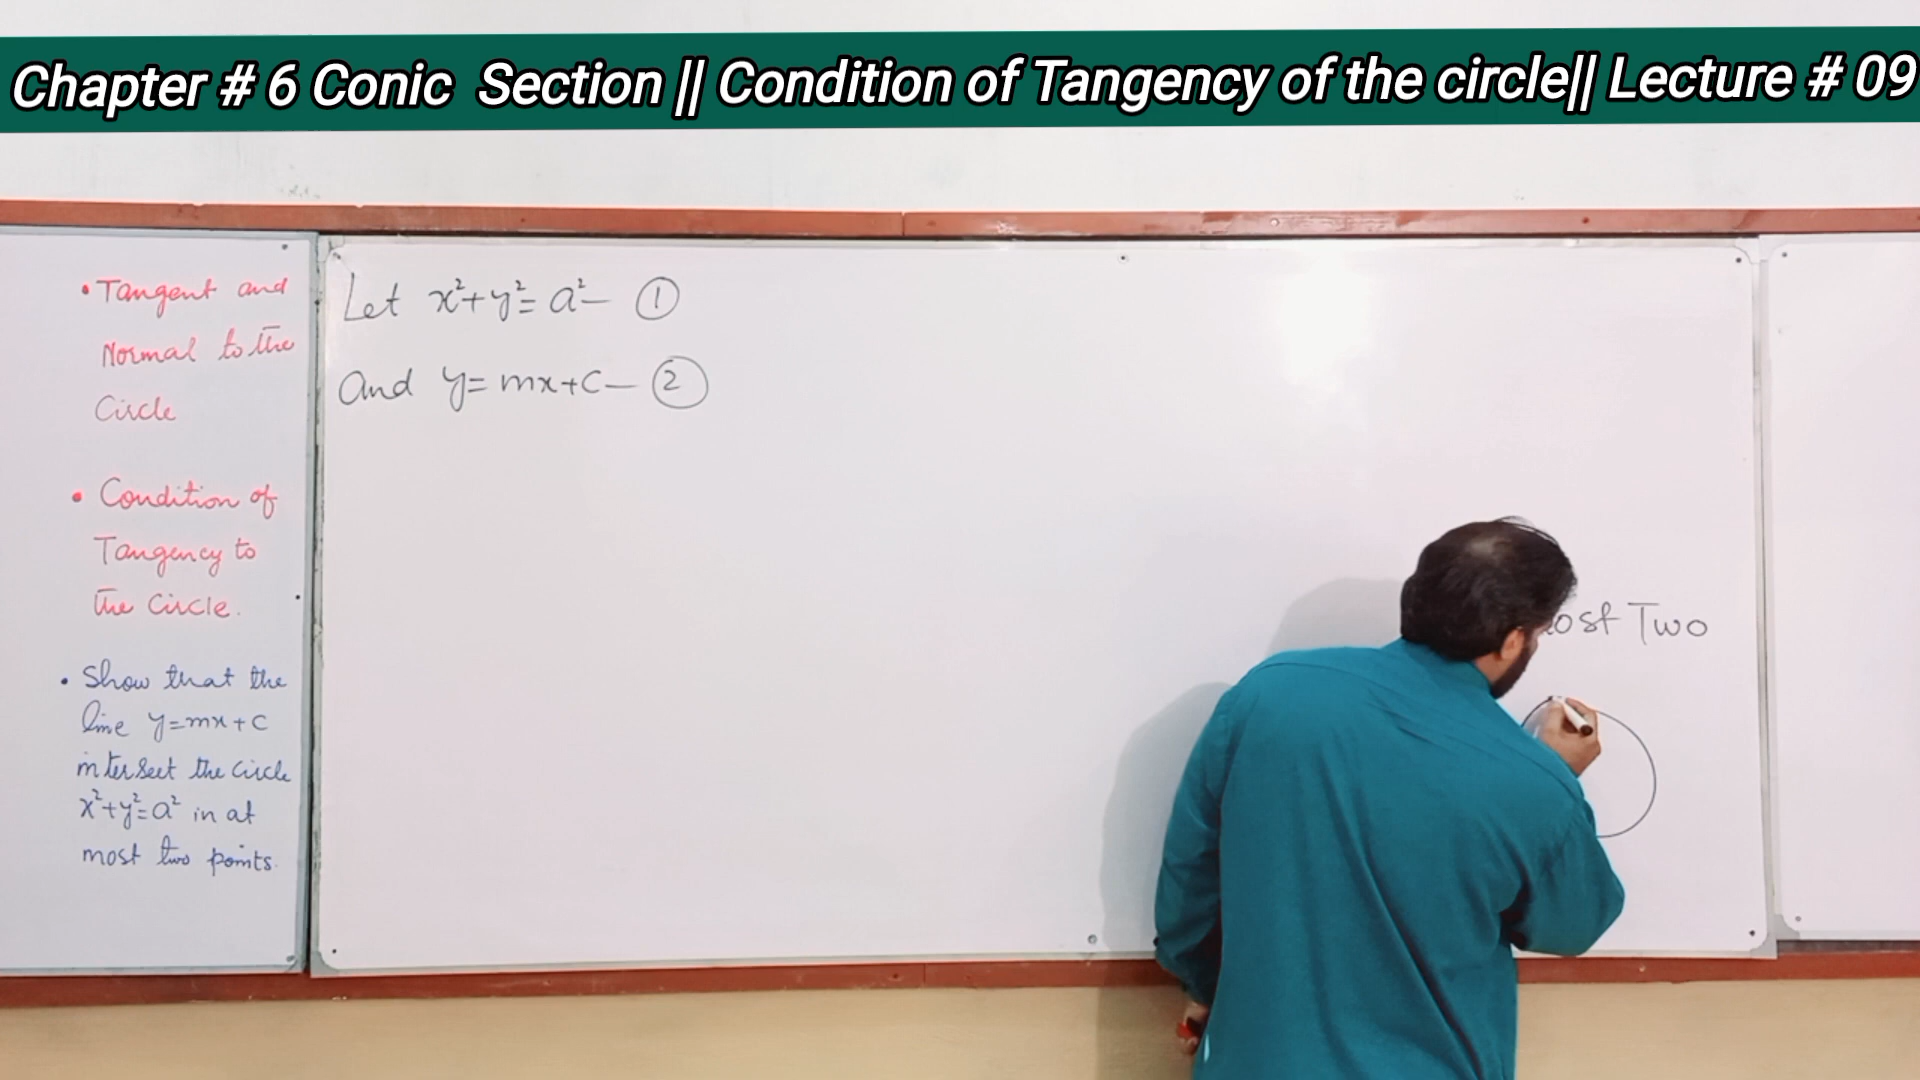 Chapter # 6 Conic Section || Condition of Tangency of the circle|| Lecture # 09
• Tangent and
Normal to the
Circle
• Condition of
Tangency to
the Circle.
• Show that the
line y=mx+c
intersect the circle
x²+y²=a² in at
most two points.
Let x²+y²=a² — ①
And y=mx+c — ②
Two